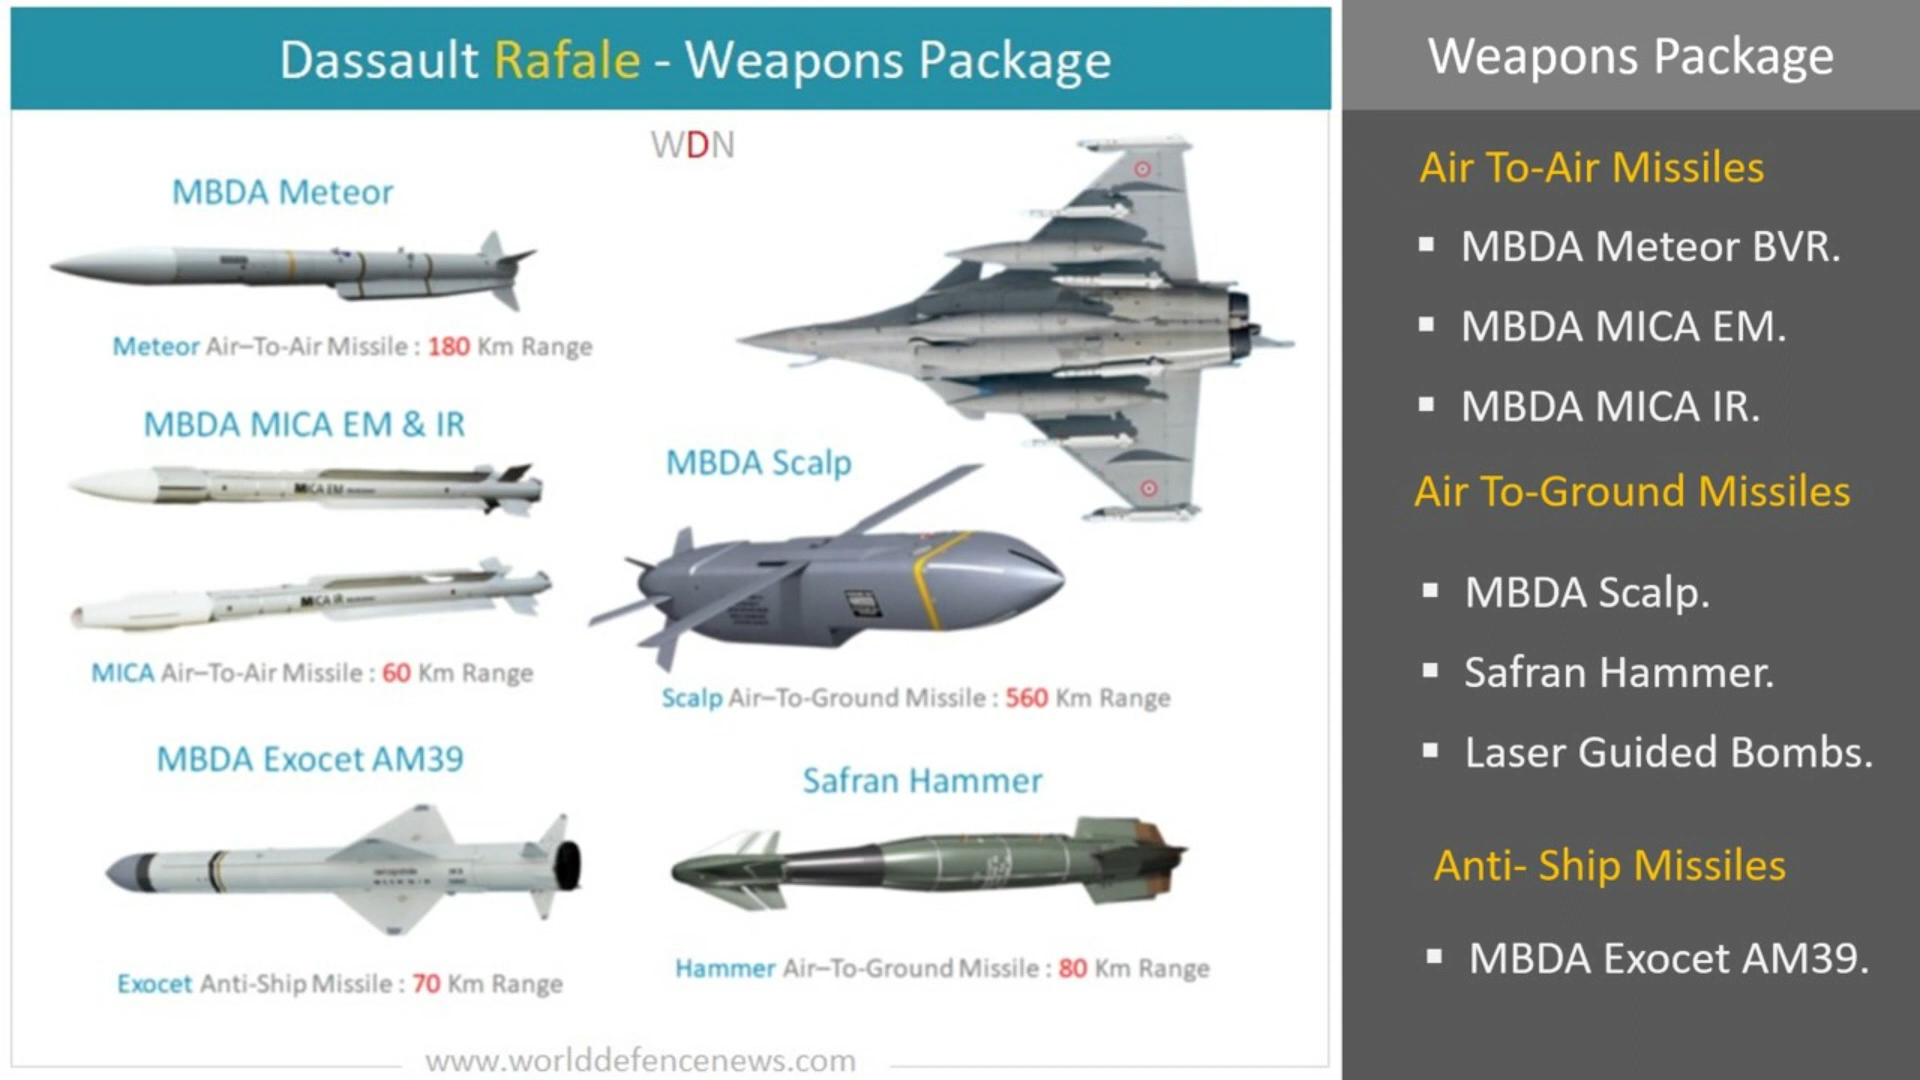 Dassault Rafale - Weapons Package
WDN
MBDA Meteor
Meteor Air–To-Air Missile : 180 Km Range
MBDA MICA EM & IR
MICA EM
MICA IR
MICA Air–To-Air Missile : 60 Km Range
MBDA Scalp
Scalp Air–To-Ground Missile : 560 Km Range
MBDA Exocet AM39
Exocet Anti-Ship Missile : 70 Km Range
Safran Hammer
Hammer Air–To-Ground Missile : 80 Km Range
www.worlddefencenews.com
Weapons Package
Air To-Air Missiles
▪ MBDA Meteor BVR.
▪ MBDA MICA EM.
▪ MBDA MICA IR.
Air To-Ground Missiles
▪ MBDA Scalp.
▪ Safran Hammer.
▪ Laser Guided Bombs.
Anti- Ship Missiles
▪ MBDA Exocet AM39.